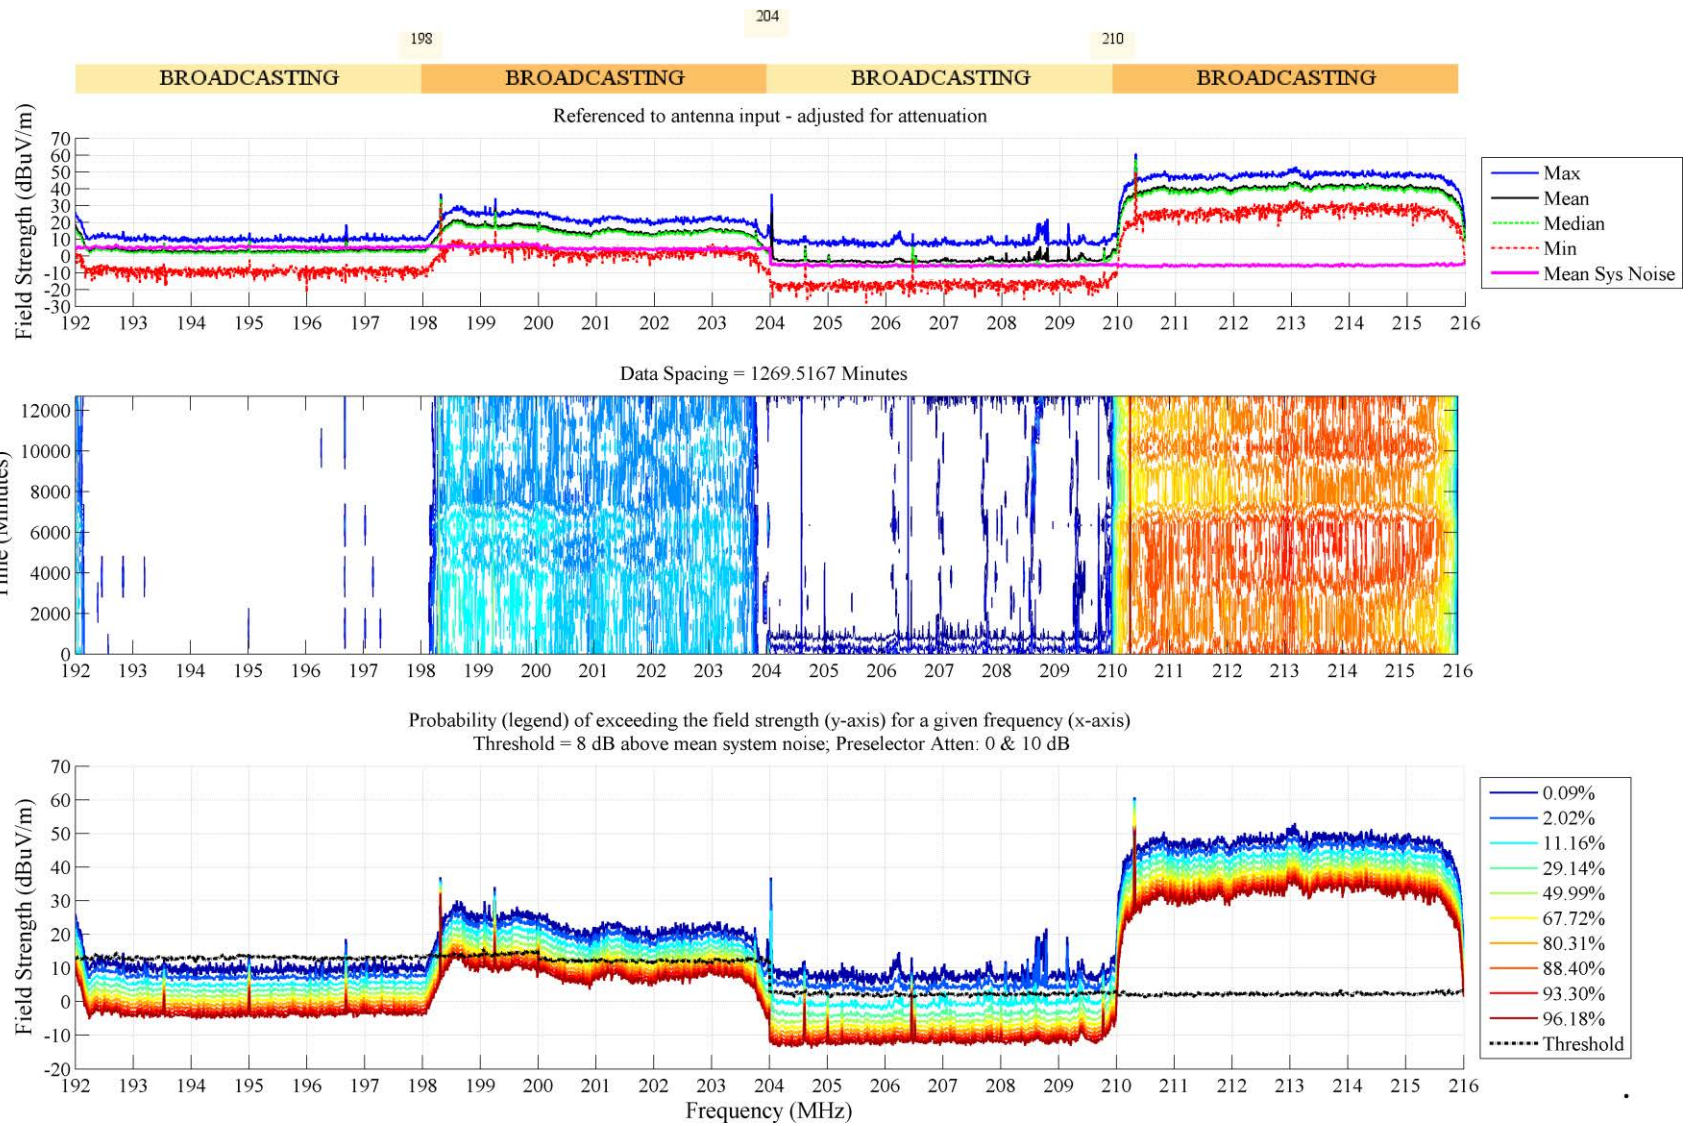 204
198
210
BROADCASTING BROADCASTING BROADCASTING BROADCASTING
Referenced to antenna input - adjusted for attenuation
Field Strength (dBuV/m)
70
60
50
40
30
20
10
0
-10
-20
-30
192 193 194 195 196 197 198 199 200 201 202 203 204 205 206 207 208 209 210 211 212 213 214 215 216
Max
Mean
Median
Min
Mean Sys Noise
Data Spacing = 1269.5167 Minutes
Time (Minutes)
12000
10000
8000
6000
4000
2000
0
192 193 194 195 196 197 198 199 200 201 202 203 204 205 206 207 208 209 210 211 212 213 214 215 216
Probability (legend) of exceeding the field strength (y-axis) for a given frequency (x-axis)
Threshold = 8 dB above mean system noise; Preselector Atten: 0 & 10 dB
Field Strength (dBuV/m)
70
60
50
40
30
20
10
0
-10
-20
192 193 194 195 196 197 198 199 200 201 202 203 204 205 206 207 208 209 210 211 212 213 214 215 216
Frequency (MHz)
0.09%
2.02%
11.16%
29.14%
49.99%
67.72%
80.31%
88.40%
93.30%
96.18%
Threshold
.